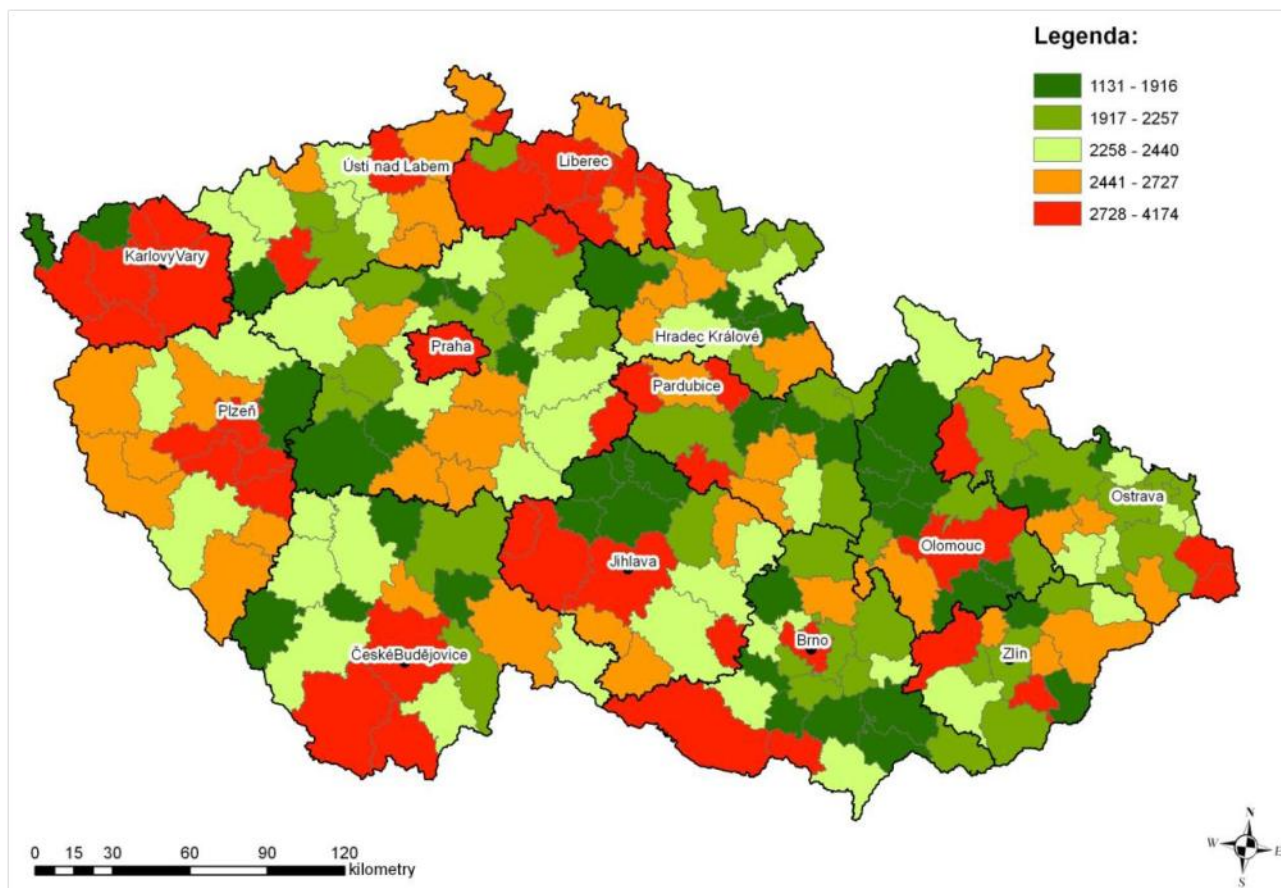 Legenda:
1131 - 1916
1917 - 2257
2258 - 2440
2441 - 2727
2728 - 4174
Ústí nad Labem
Liberec
KarlovyVary
Praha
Hradec Králové
Pardubice
Plzeň
Ostrava
Olomouc
Jihlava
Brno
Zlín
ČeskéBudějovice
0 15 30 60 90 120
kilometry
N
W E
S